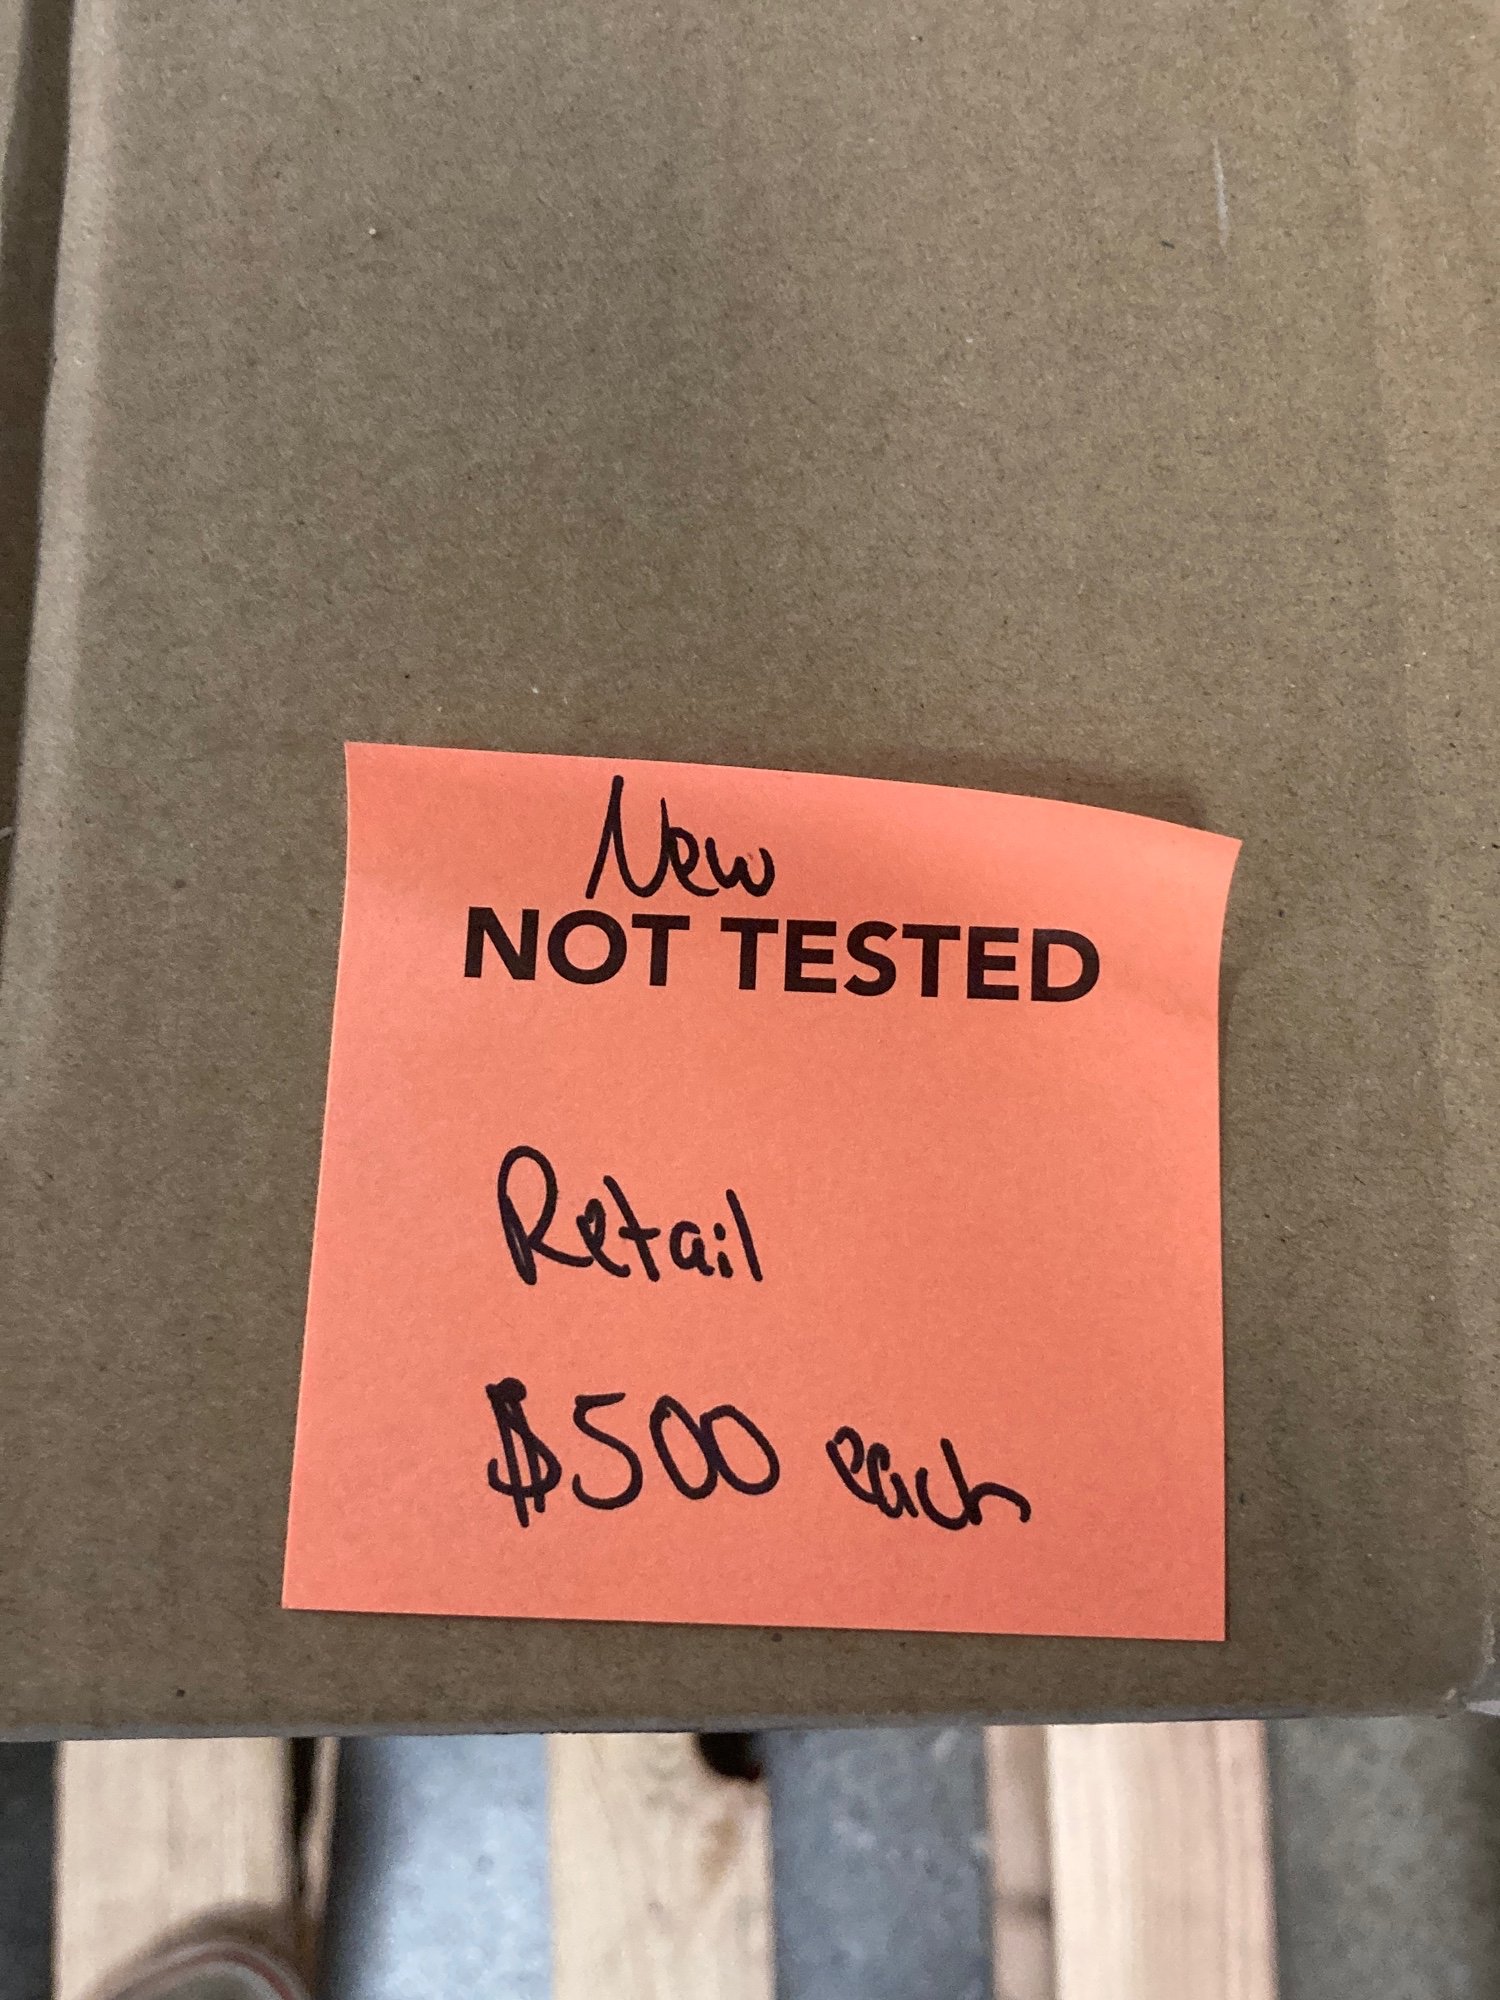 New
NOT TESTED
Retail
$500 each